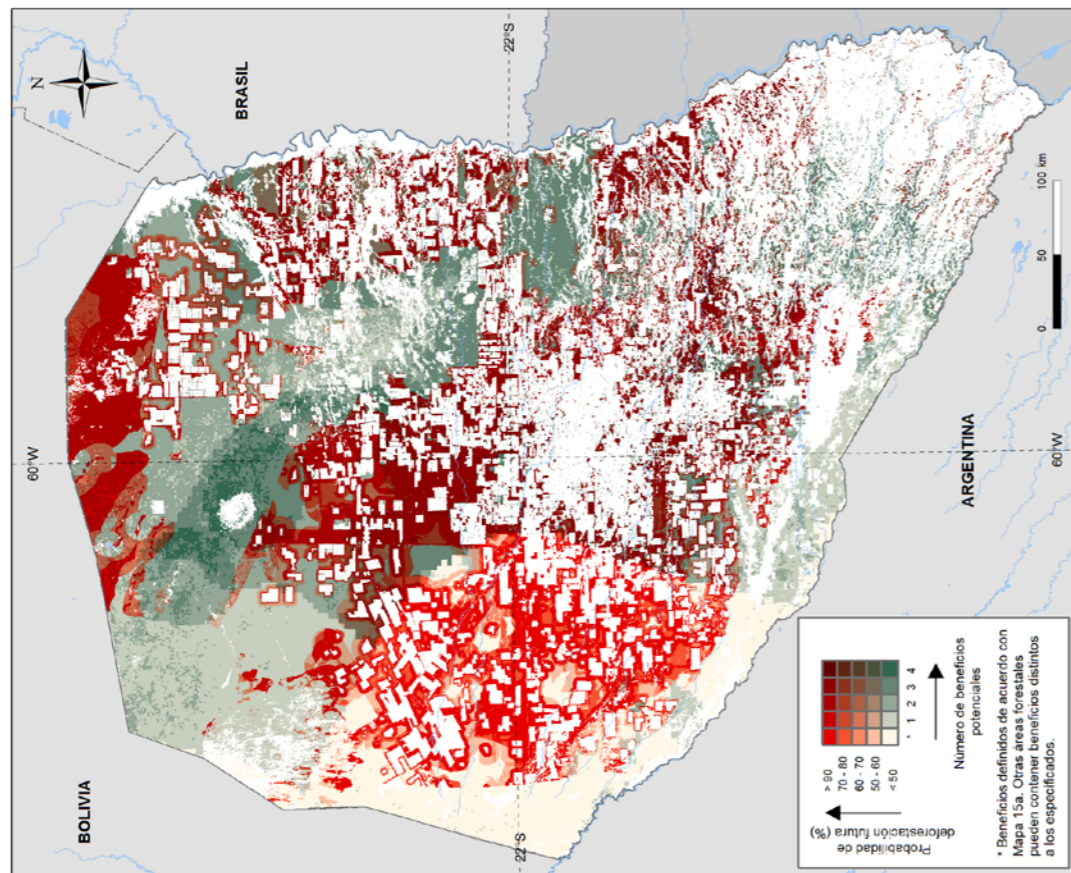 N
BOLIVIA
BRASIL
ARGENTINA
60°W
60°W
22°S
22°S
0
50
100 km
Probabilidad de
deforestación futura (%)
> 90
70 - 80
60 - 70
50 - 60
< 50
*
1
2
3
4
Número de beneficios
potenciales
* Beneficios definidos de acuerdo con
Mapa 15a. Otras áreas forestales
pueden contener beneficios distintos
a los especificados.